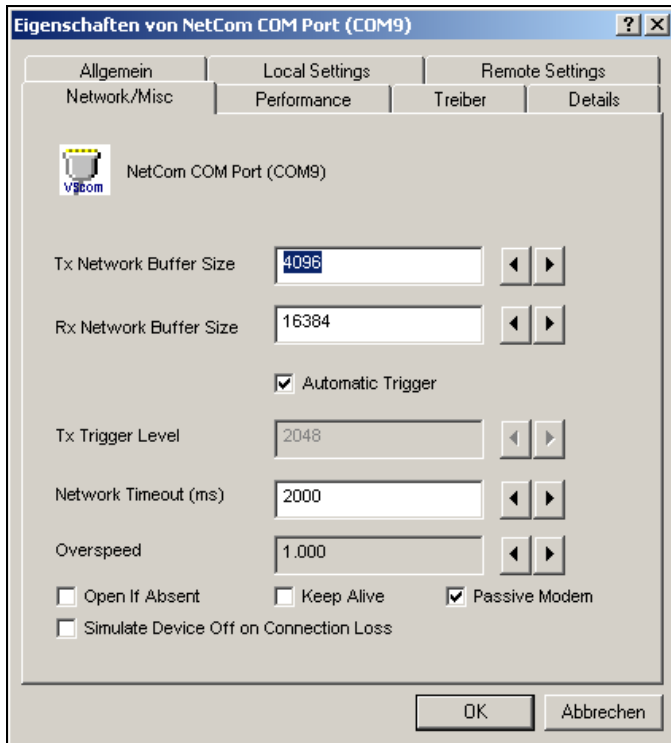 Eigenschaften von NetCom COM Port (COM9)
Allgemein
Local Settings
Remote Settings
Network/Misc
Performance
Treiber
Details
VScom
NetCom COM Port (COM9)
Tx Network Buffer Size
4096
Rx Network Buffer Size
16384
Automatic Trigger
Tx Trigger Level
2048
Network Timeout (ms)
2000
Overspeed
1.000
Open If Absent
Keep Alive
Passive Modem
Simulate Device Off on Connection Loss
OK
Abbrechen